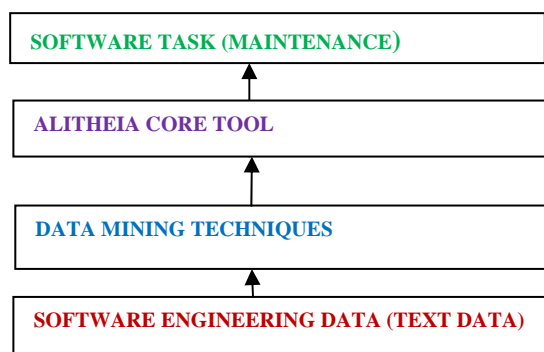 SOFTWARE TASK (MAINTENANCE)
ALITHEIA CORE TOOL
DATA MINING TECHNIQUES
SOFTWARE ENGINEERING DATA (TEXT DATA)